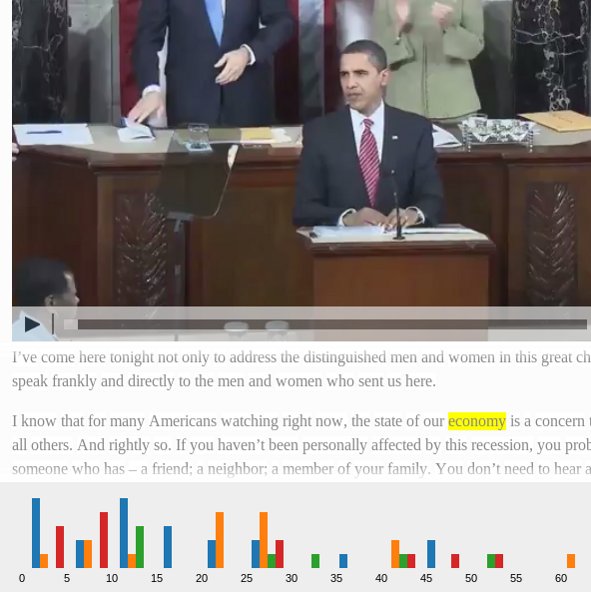 I’ve come here tonight not only to address the distinguished men and women in this great ch
speak frankly and directly to the men and women who sent us here.
I know that for many Americans watching right now, the state of our economy is a concern
all others. And rightly so. If you haven’t been personally affected by this recession, you prob
someone who has – a friend; a neighbor; a member of your family. You don’t need to hear a
0 5 10 15 20 25 30 35 40 45 50 55 60